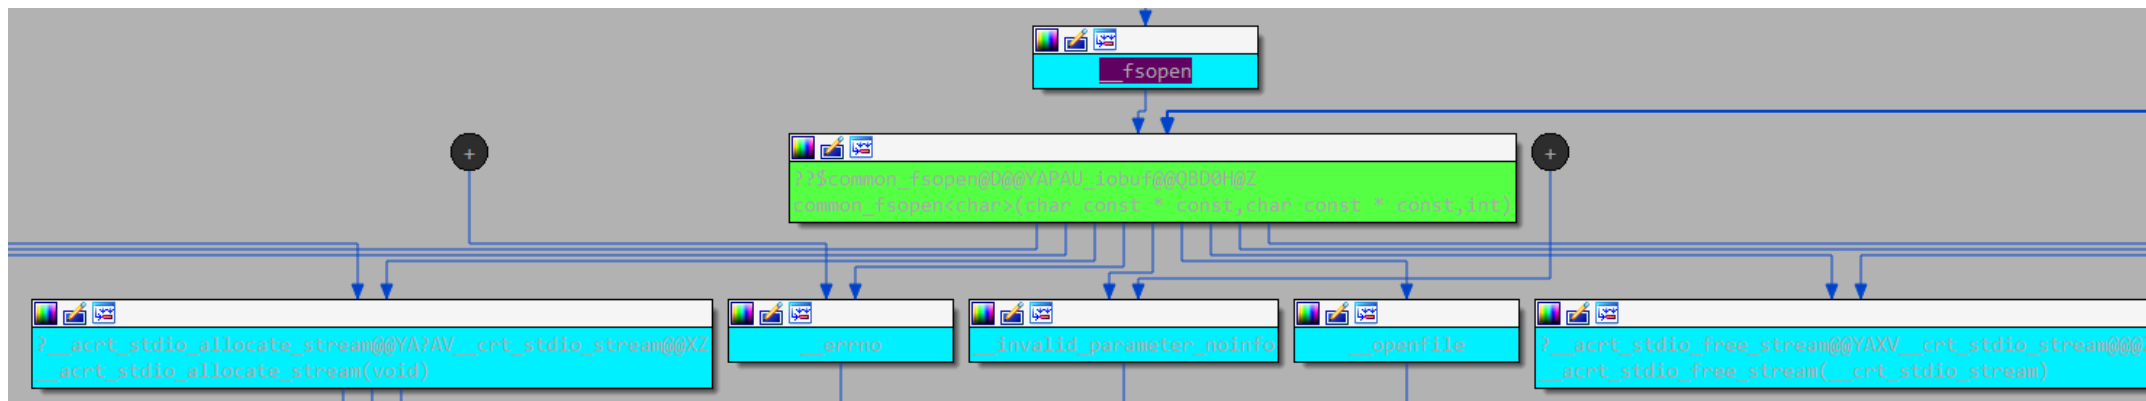 __fsopen
+
+
??$common_fsopen@D@@YAPAU_iobuf@@QBD0H@Z-
common_fsopen<char>(char const * const,char const * const,int)
?__acrt_stdio_allocate_stream@@YA?AV__crt_stdio_stream@@XZ
__acrt_stdio_allocate_stream(void)
__errno
__invalid_parameter_noinfo
__openfile
?__acrt_stdio_free_stream@@YAXV__crt_stdio_stream@@@
__acrt_stdio_free_stream(__crt_stdio_stream)